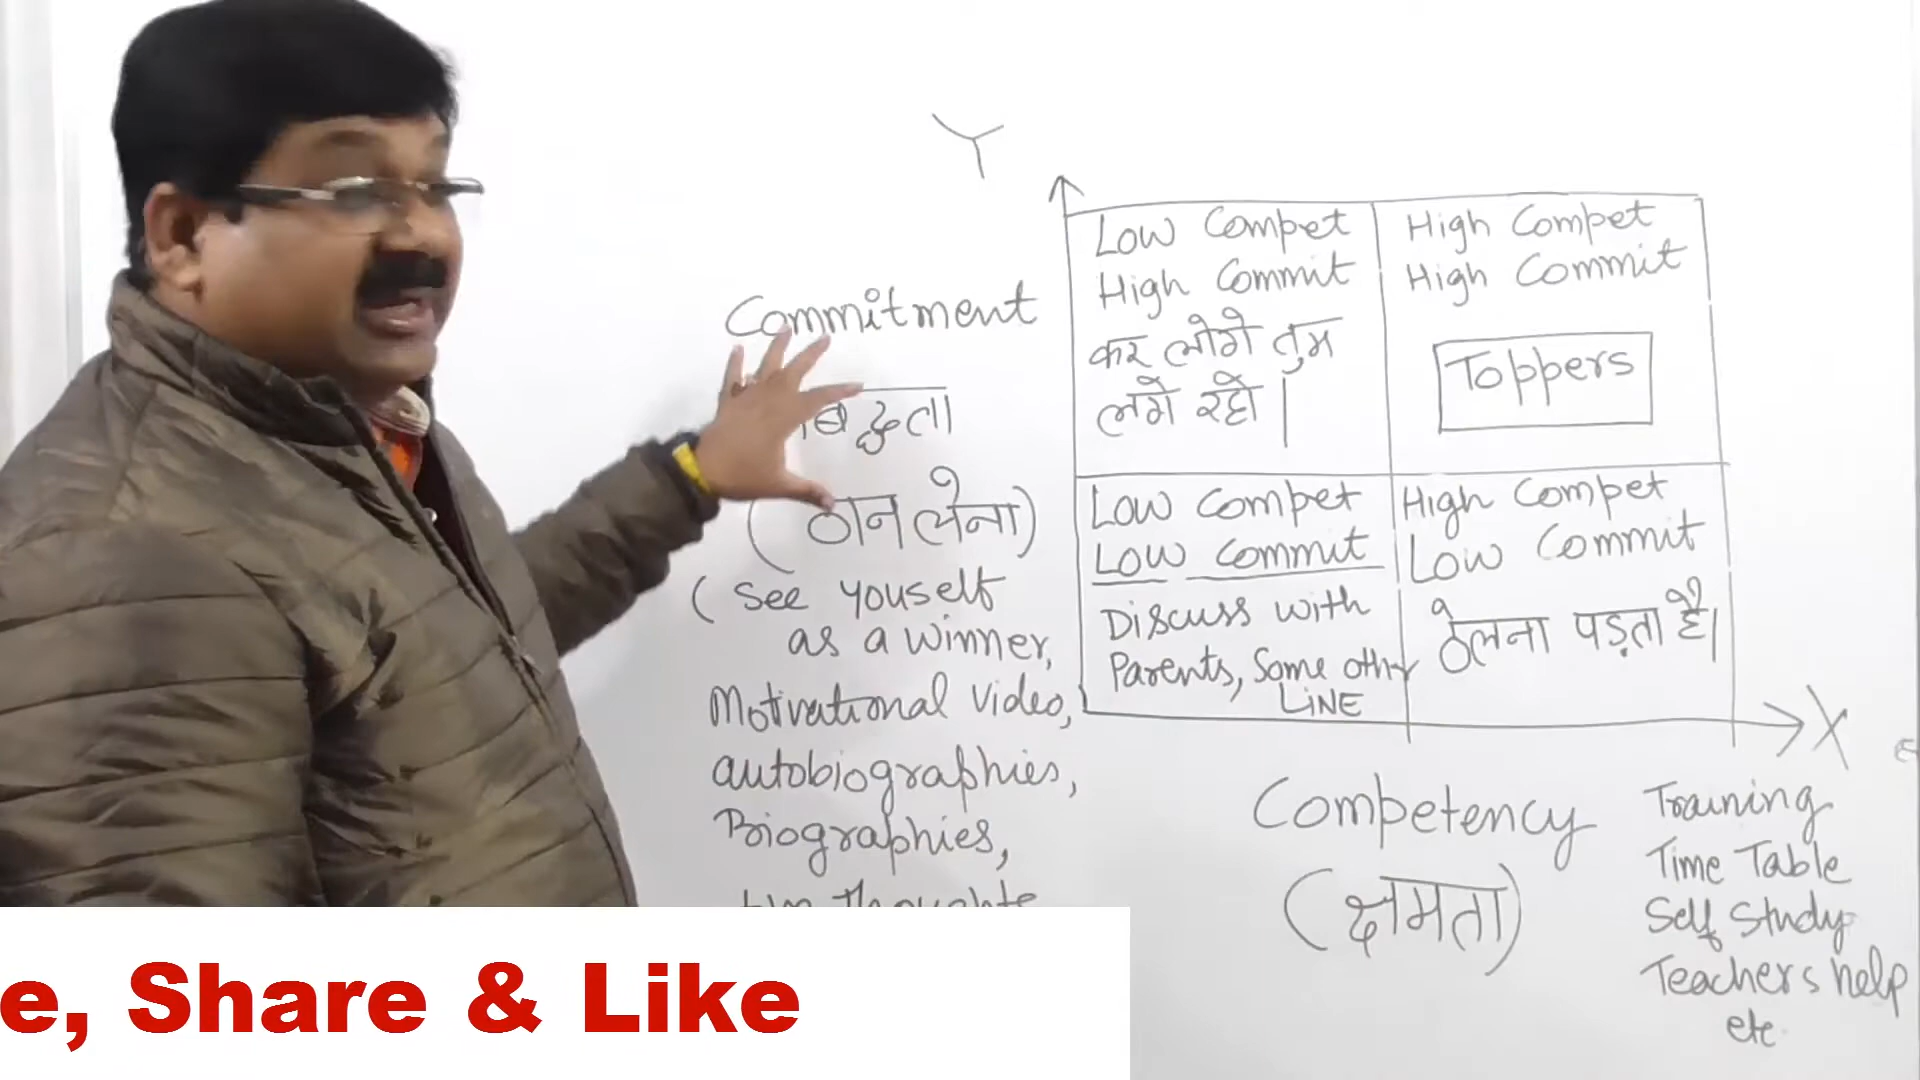 Y
Commitment
(ठान लेना)
(See youself
as a winner,
Motivational Video,
autobiographies,
Biographies,
Low Compet
High Commit
कर लोगे तुम
लगे रहो।
High Compet
High Commit
Toppers
Low Compet
Low Commit
Discuss with
Parents, Some othr
LINE
High Compet
Low Commit
ठेलना पड़ता है।
X
Competency
(क्षमता)
Training
Time Table
Self Study
Teachers help
etc
e, Share & Like